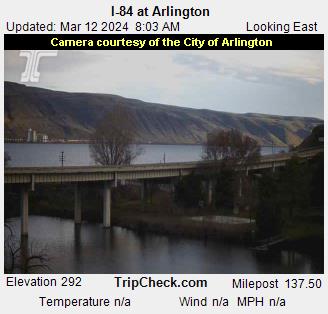 I-84 at Arlington
Updated: Mar 12 2024 8:03 AM Looking East
Camera courtesy of the City of Arlington
Elevation 292 TripCheck.com Milepost 137.50
Temperature n/a Wind n/a MPH n/a